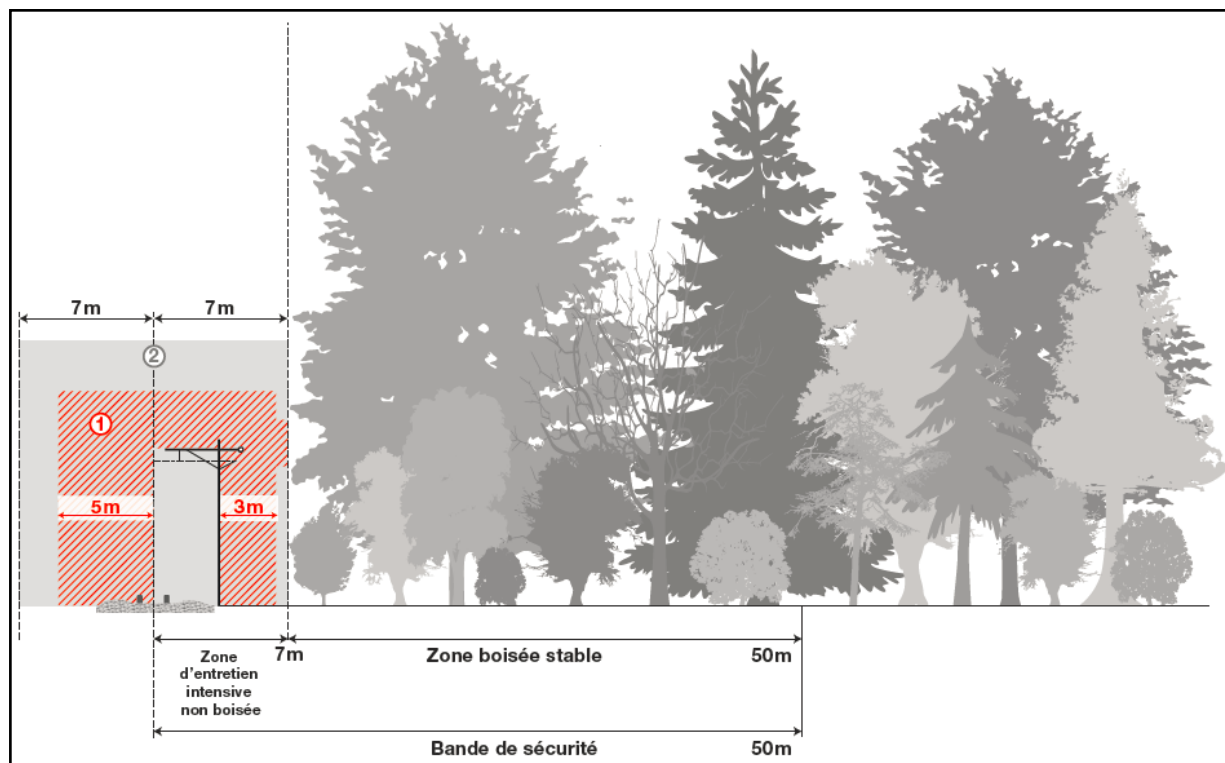 7m
7m
2
1
5m
3m
7m
Zone
d'entretien
intensive
non boisée
Zone boisée stable
50m
Bande de sécurité
50m